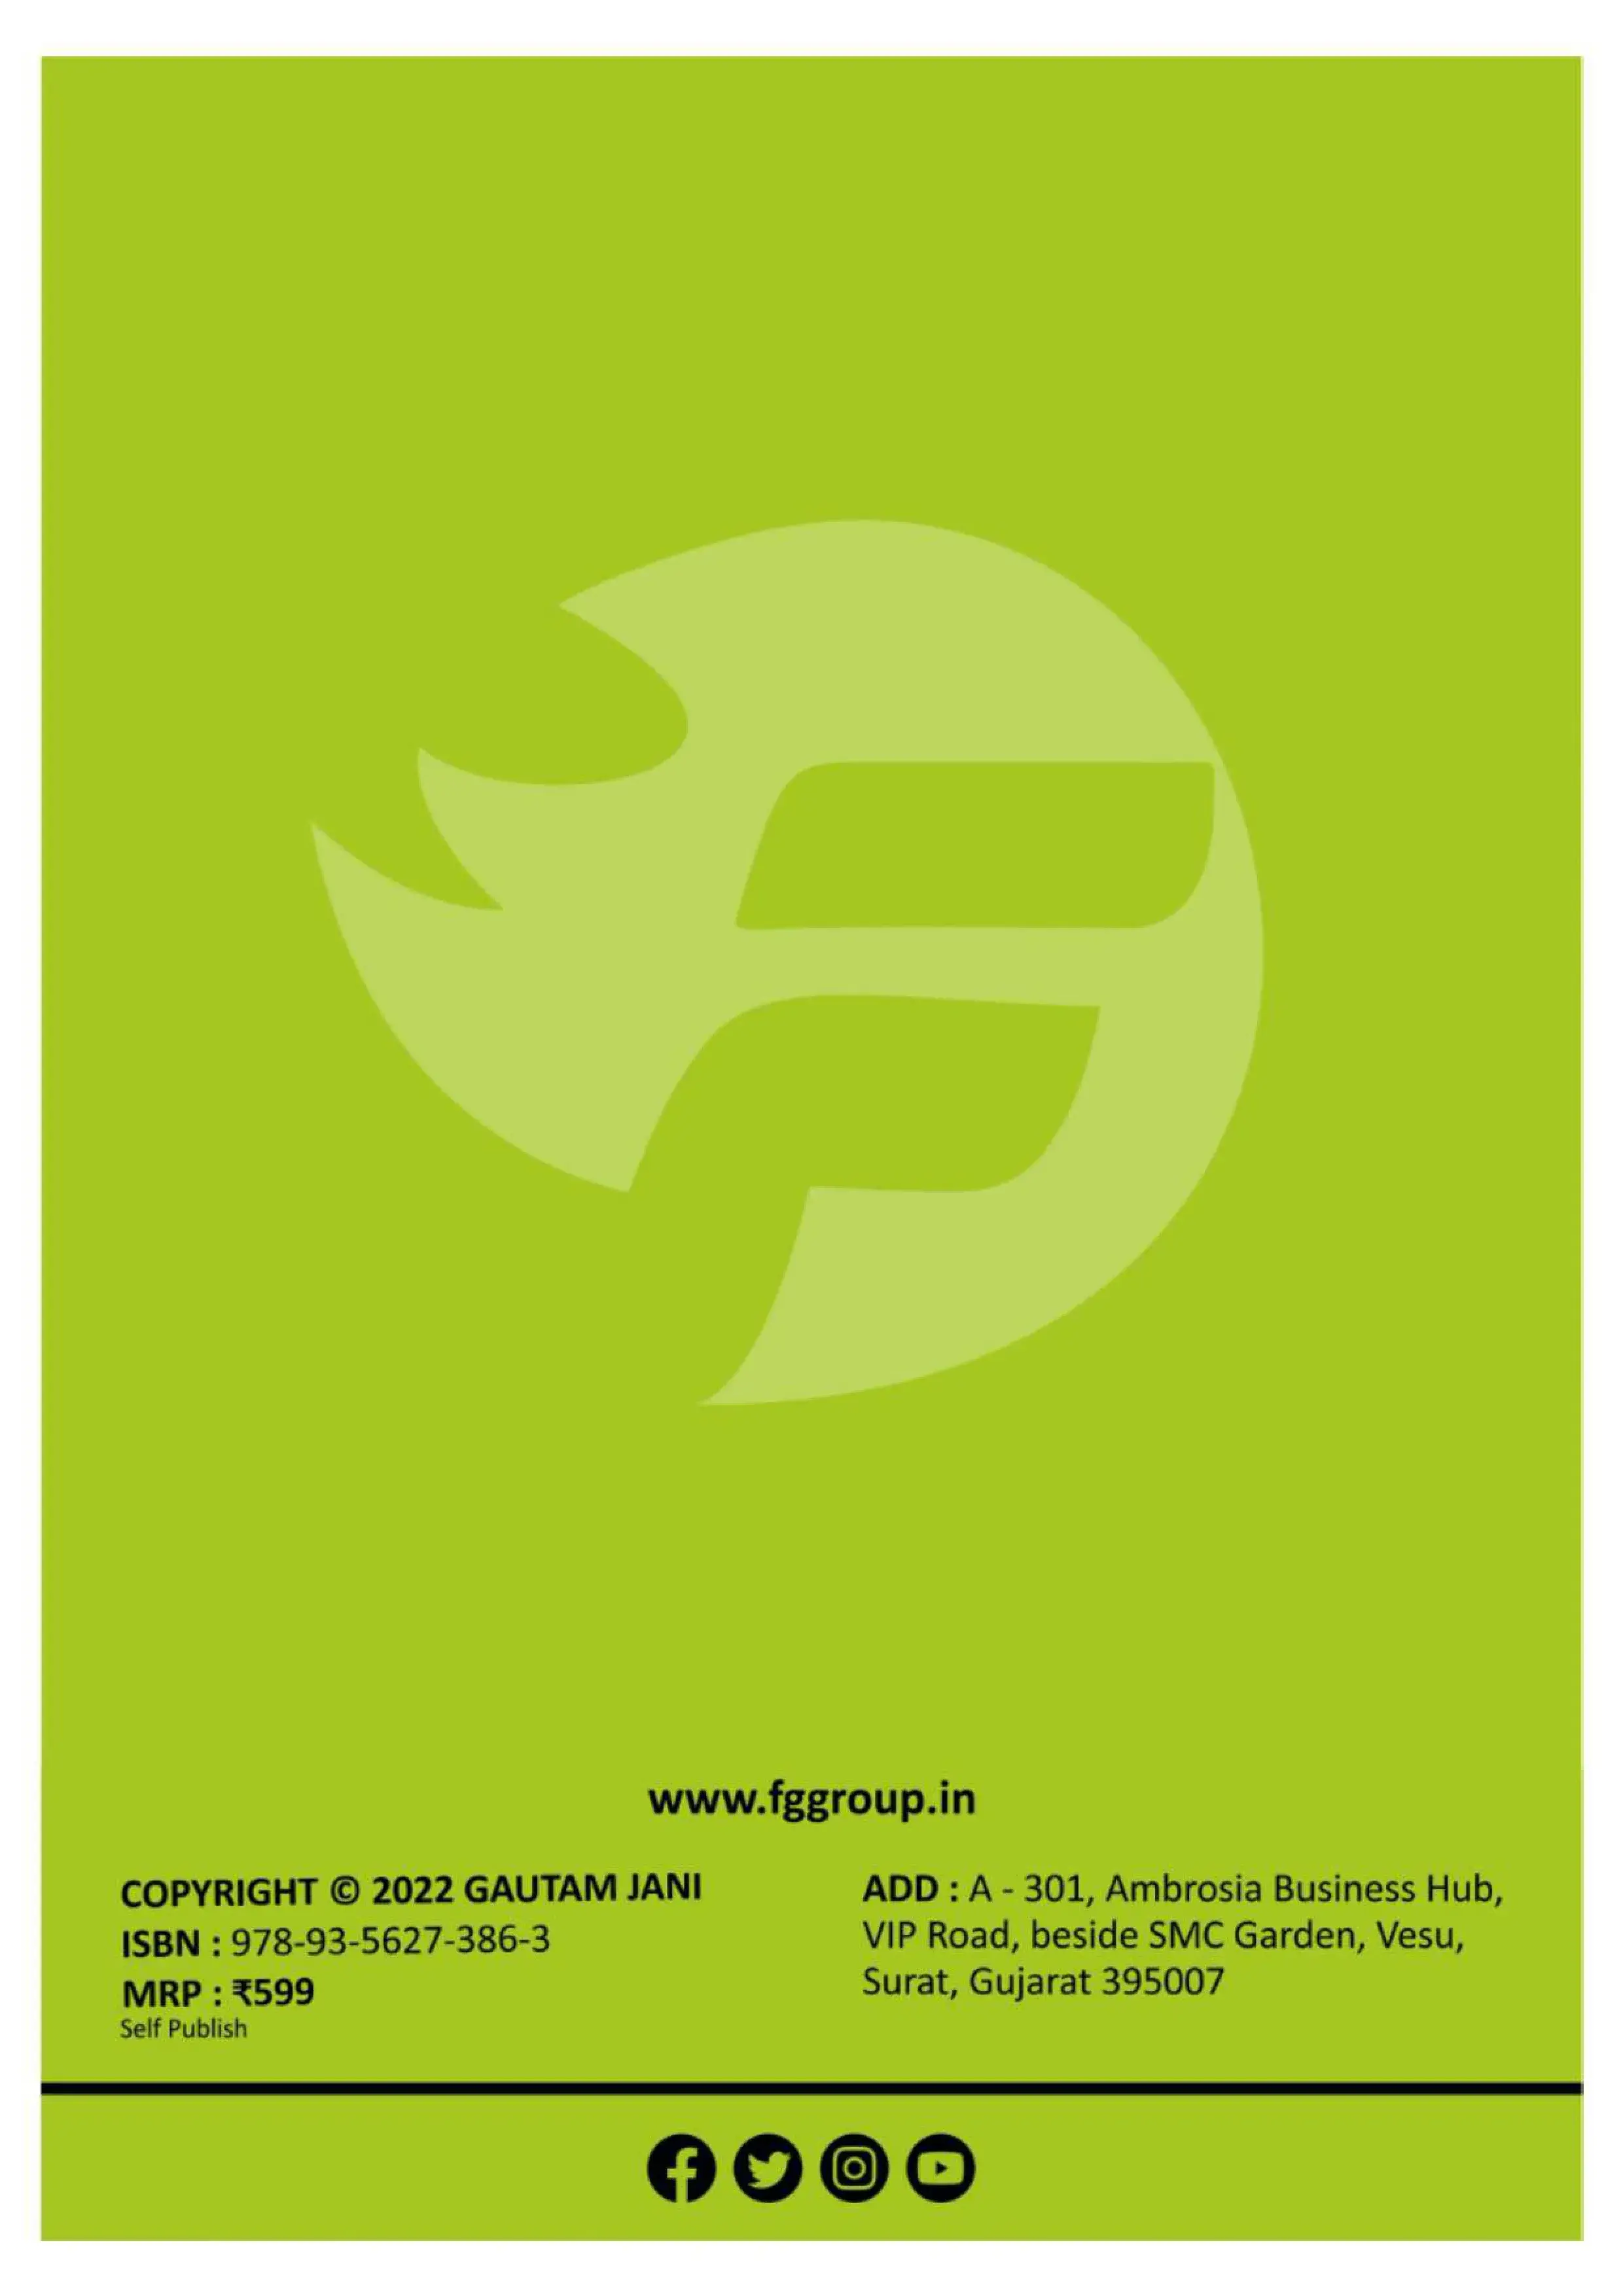 www.fggroup.in
COPYRIGHT © 2022 GAUTAM JANI
ISBN : 978-93-5627-386-3
MRP : ₹599
Self Publish
ADD : A - 301, Ambrosia Business Hub,
VIP Road, beside SMC Garden, Vesu,
Surat, Gujarat 395007